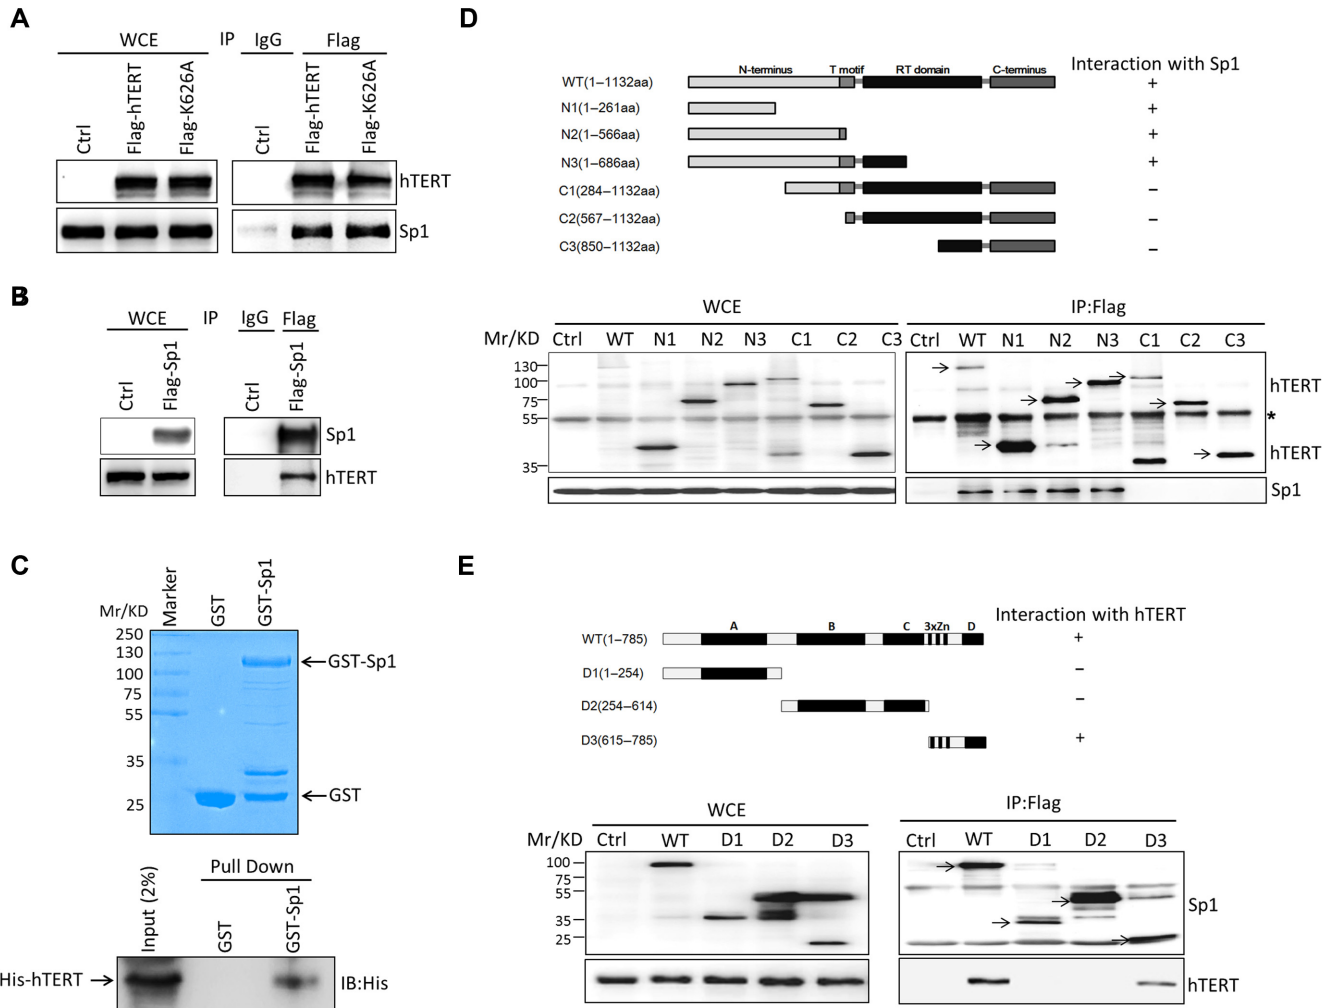 A
WCE IP IgG Flag
Ctrl Flag-hTERT Flag-K626A Ctrl Flag-hTERT Flag-K626A
hTERT
Sp1
B
WCE IP IgG Flag
Ctrl Flag-Sp1 Ctrl Flag-Sp1
Sp1
hTERT
C
Mr/KD Marker GST GST-Sp1
250
130
100
75
55
35
25
GST-Sp1
GST
Pull Down
Input (2%) GST GST-Sp1
His-hTERT IB:His
D
Interaction with Sp1
N-terminus T motif RT domain C-terminus
WT(1–1132aa) +
N1(1–261aa) +
N2(1–566aa) +
N3(1–686aa) +
C1(284–1132aa) –
C2(567–1132aa) –
C3(850–1132aa) –
WCE IP:Flag
Mr/KD Ctrl WT N1 N2 N3 C1 C2 C3 Ctrl WT N1 N2 N3 C1 C2 C3
130
100
75
55
35
hTERT
*
hTERT
Sp1
E
Interaction with hTERT
A B C 3xZn D
WT(1–785) +
D1(1–254) –
D2(254–614) –
D3(615–785) +
WCE IP:Flag
Mr/KD Ctrl WT D1 D2 D3 Ctrl WT D1 D2 D3
100
75
55
35
25
Sp1
hTERT